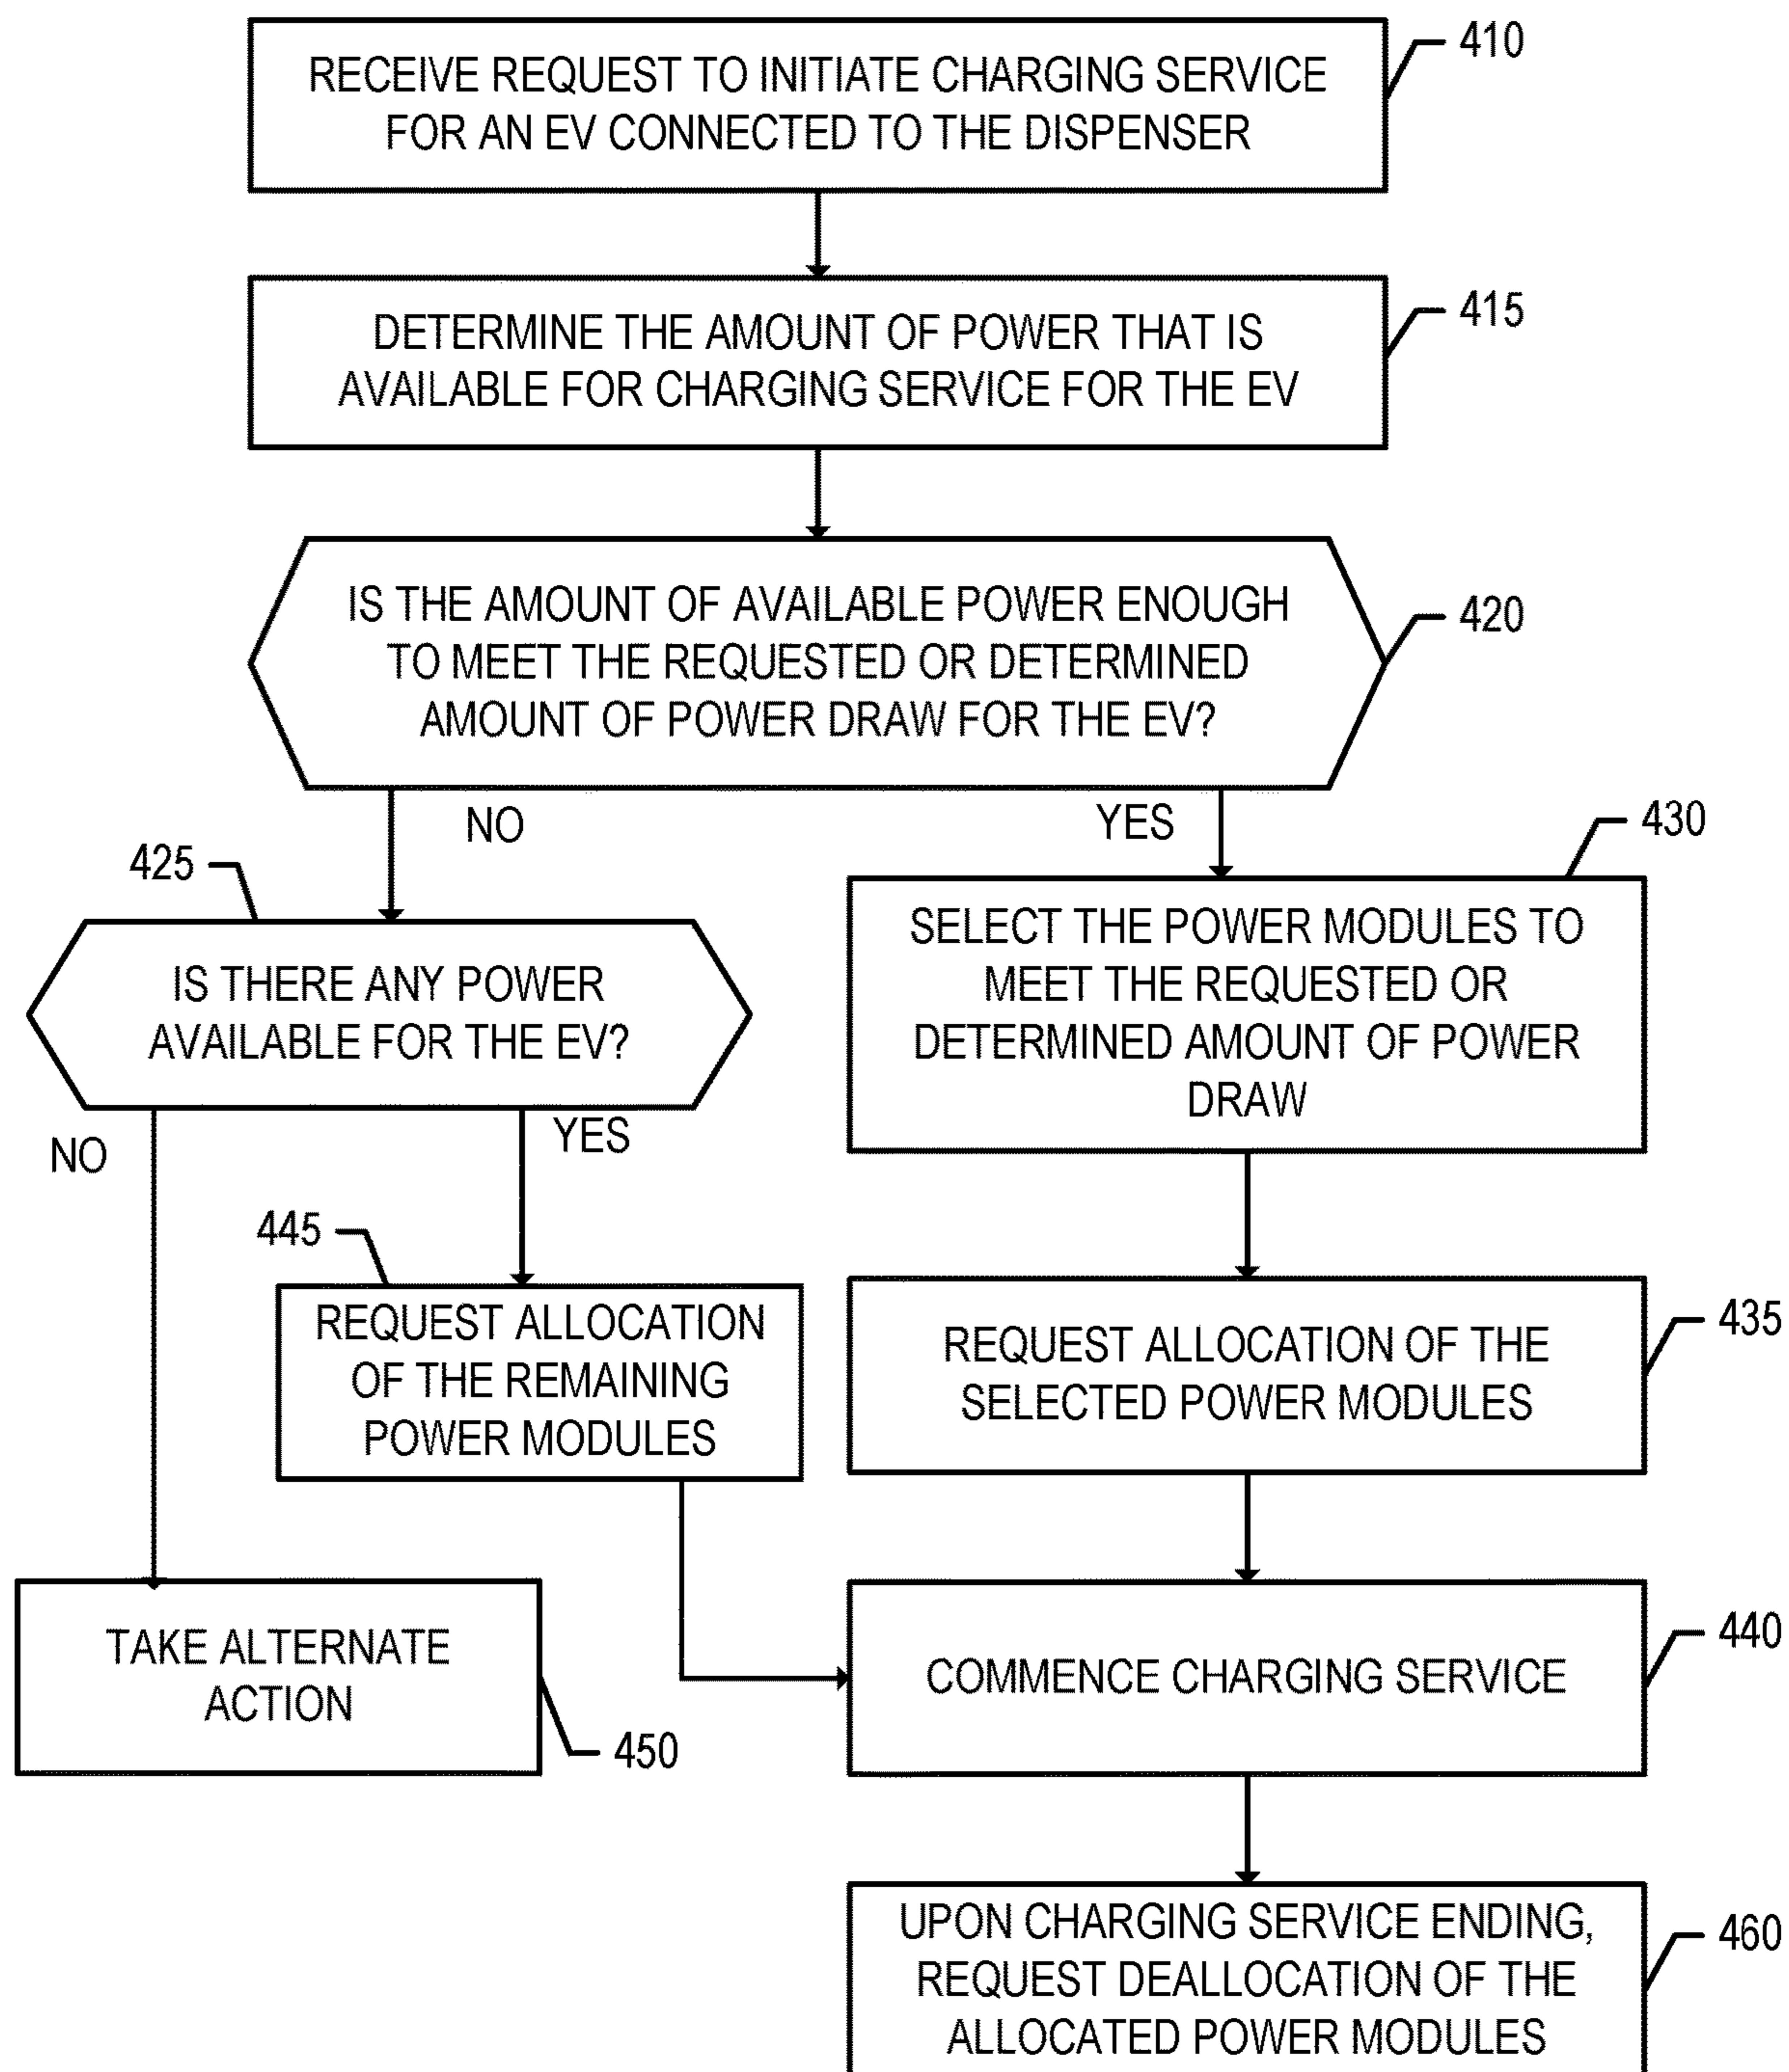 RECEIVE REQUEST TO INITIATE CHARGING SERVICE
FOR AN EV CONNECTED TO THE DISPENSER
410
DETERMINE THE AMOUNT OF POWER THAT IS
AVAILABLE FOR CHARGING SERVICE FOR THE EV
415
IS THE AMOUNT OF AVAILABLE POWER ENOUGH
TO MEET THE REQUESTED OR DETERMINED
AMOUNT OF POWER DRAW FOR THE EV?
420
NO
YES
425
IS THERE ANY POWER
AVAILABLE FOR THE EV?
430
SELECT THE POWER MODULES TO
MEET THE REQUESTED OR
DETERMINED AMOUNT OF POWER
DRAW
NO
YES
445
REQUEST ALLOCATION
OF THE REMAINING
POWER MODULES
REQUEST ALLOCATION OF THE
SELECTED POWER MODULES
435
TAKE ALTERNATE
ACTION
450
COMMENCE CHARGING SERVICE
440
UPON CHARGING SERVICE ENDING,
REQUEST DEALLOCATION OF THE
ALLOCATED POWER MODULES
460